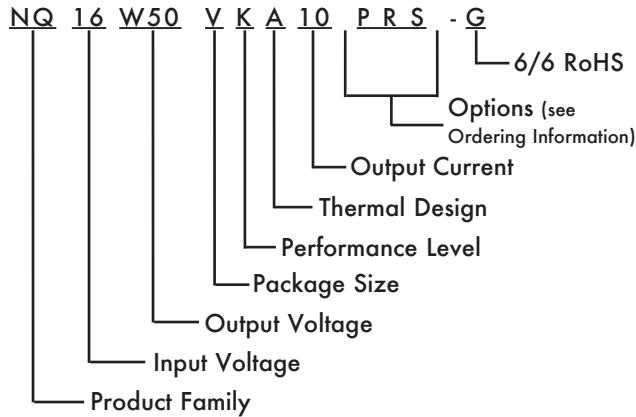 NQ 16 W50 V K A 10 P R S - G
6/6 RoHS
Options (see
Ordering Information)
Output Current
Thermal Design
Performance Level
Package Size
Output Voltage
Input Voltage
Product Family